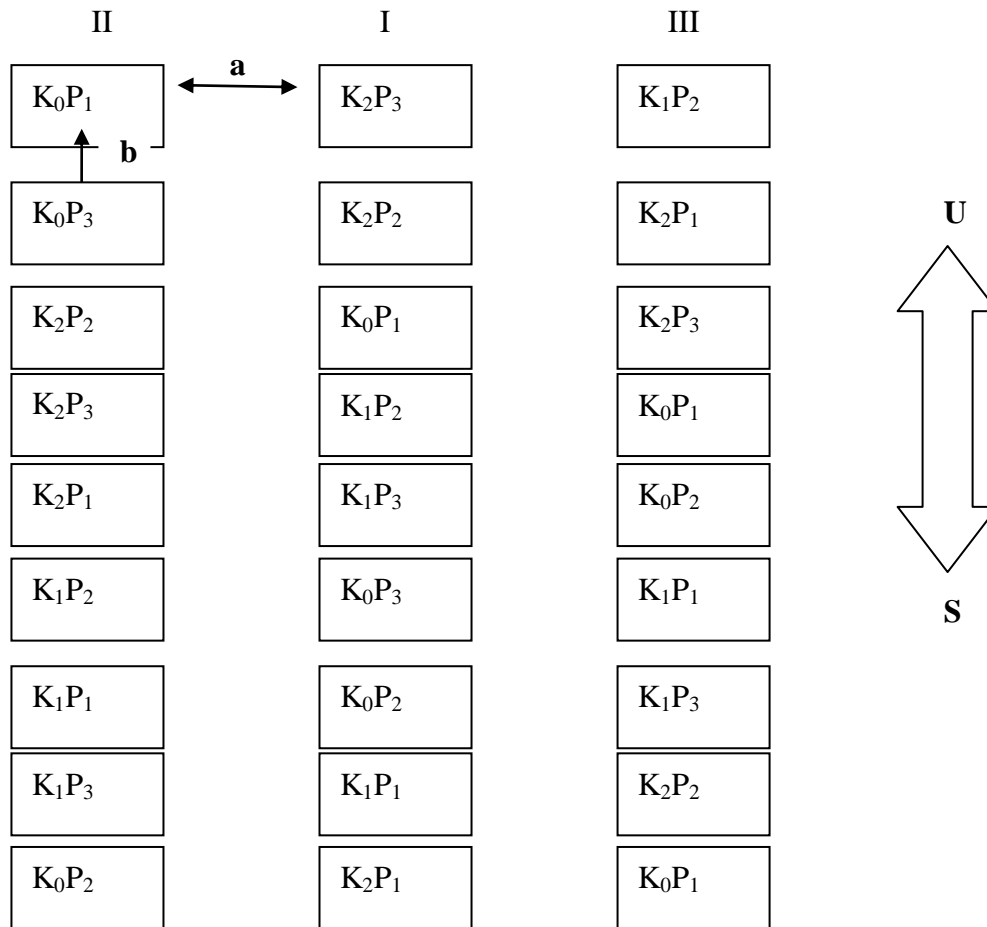 II I III
a
K₀P₁ K₂P₃ K₁P₂
b
K₀P₃ K₂P₂ K₂P₁
U
K₂P₂ K₀P₁ K₂P₃
K₂P₃ K₁P₂ K₀P₁
K₂P₁ K₁P₃ K₀P₂
K₁P₂ K₀P₃ K₁P₁
S
K₁P₁ K₀P₂ K₁P₃
K₁P₃ K₁P₁ K₂P₂
K₀P₂ K₂P₁ K₀P₁